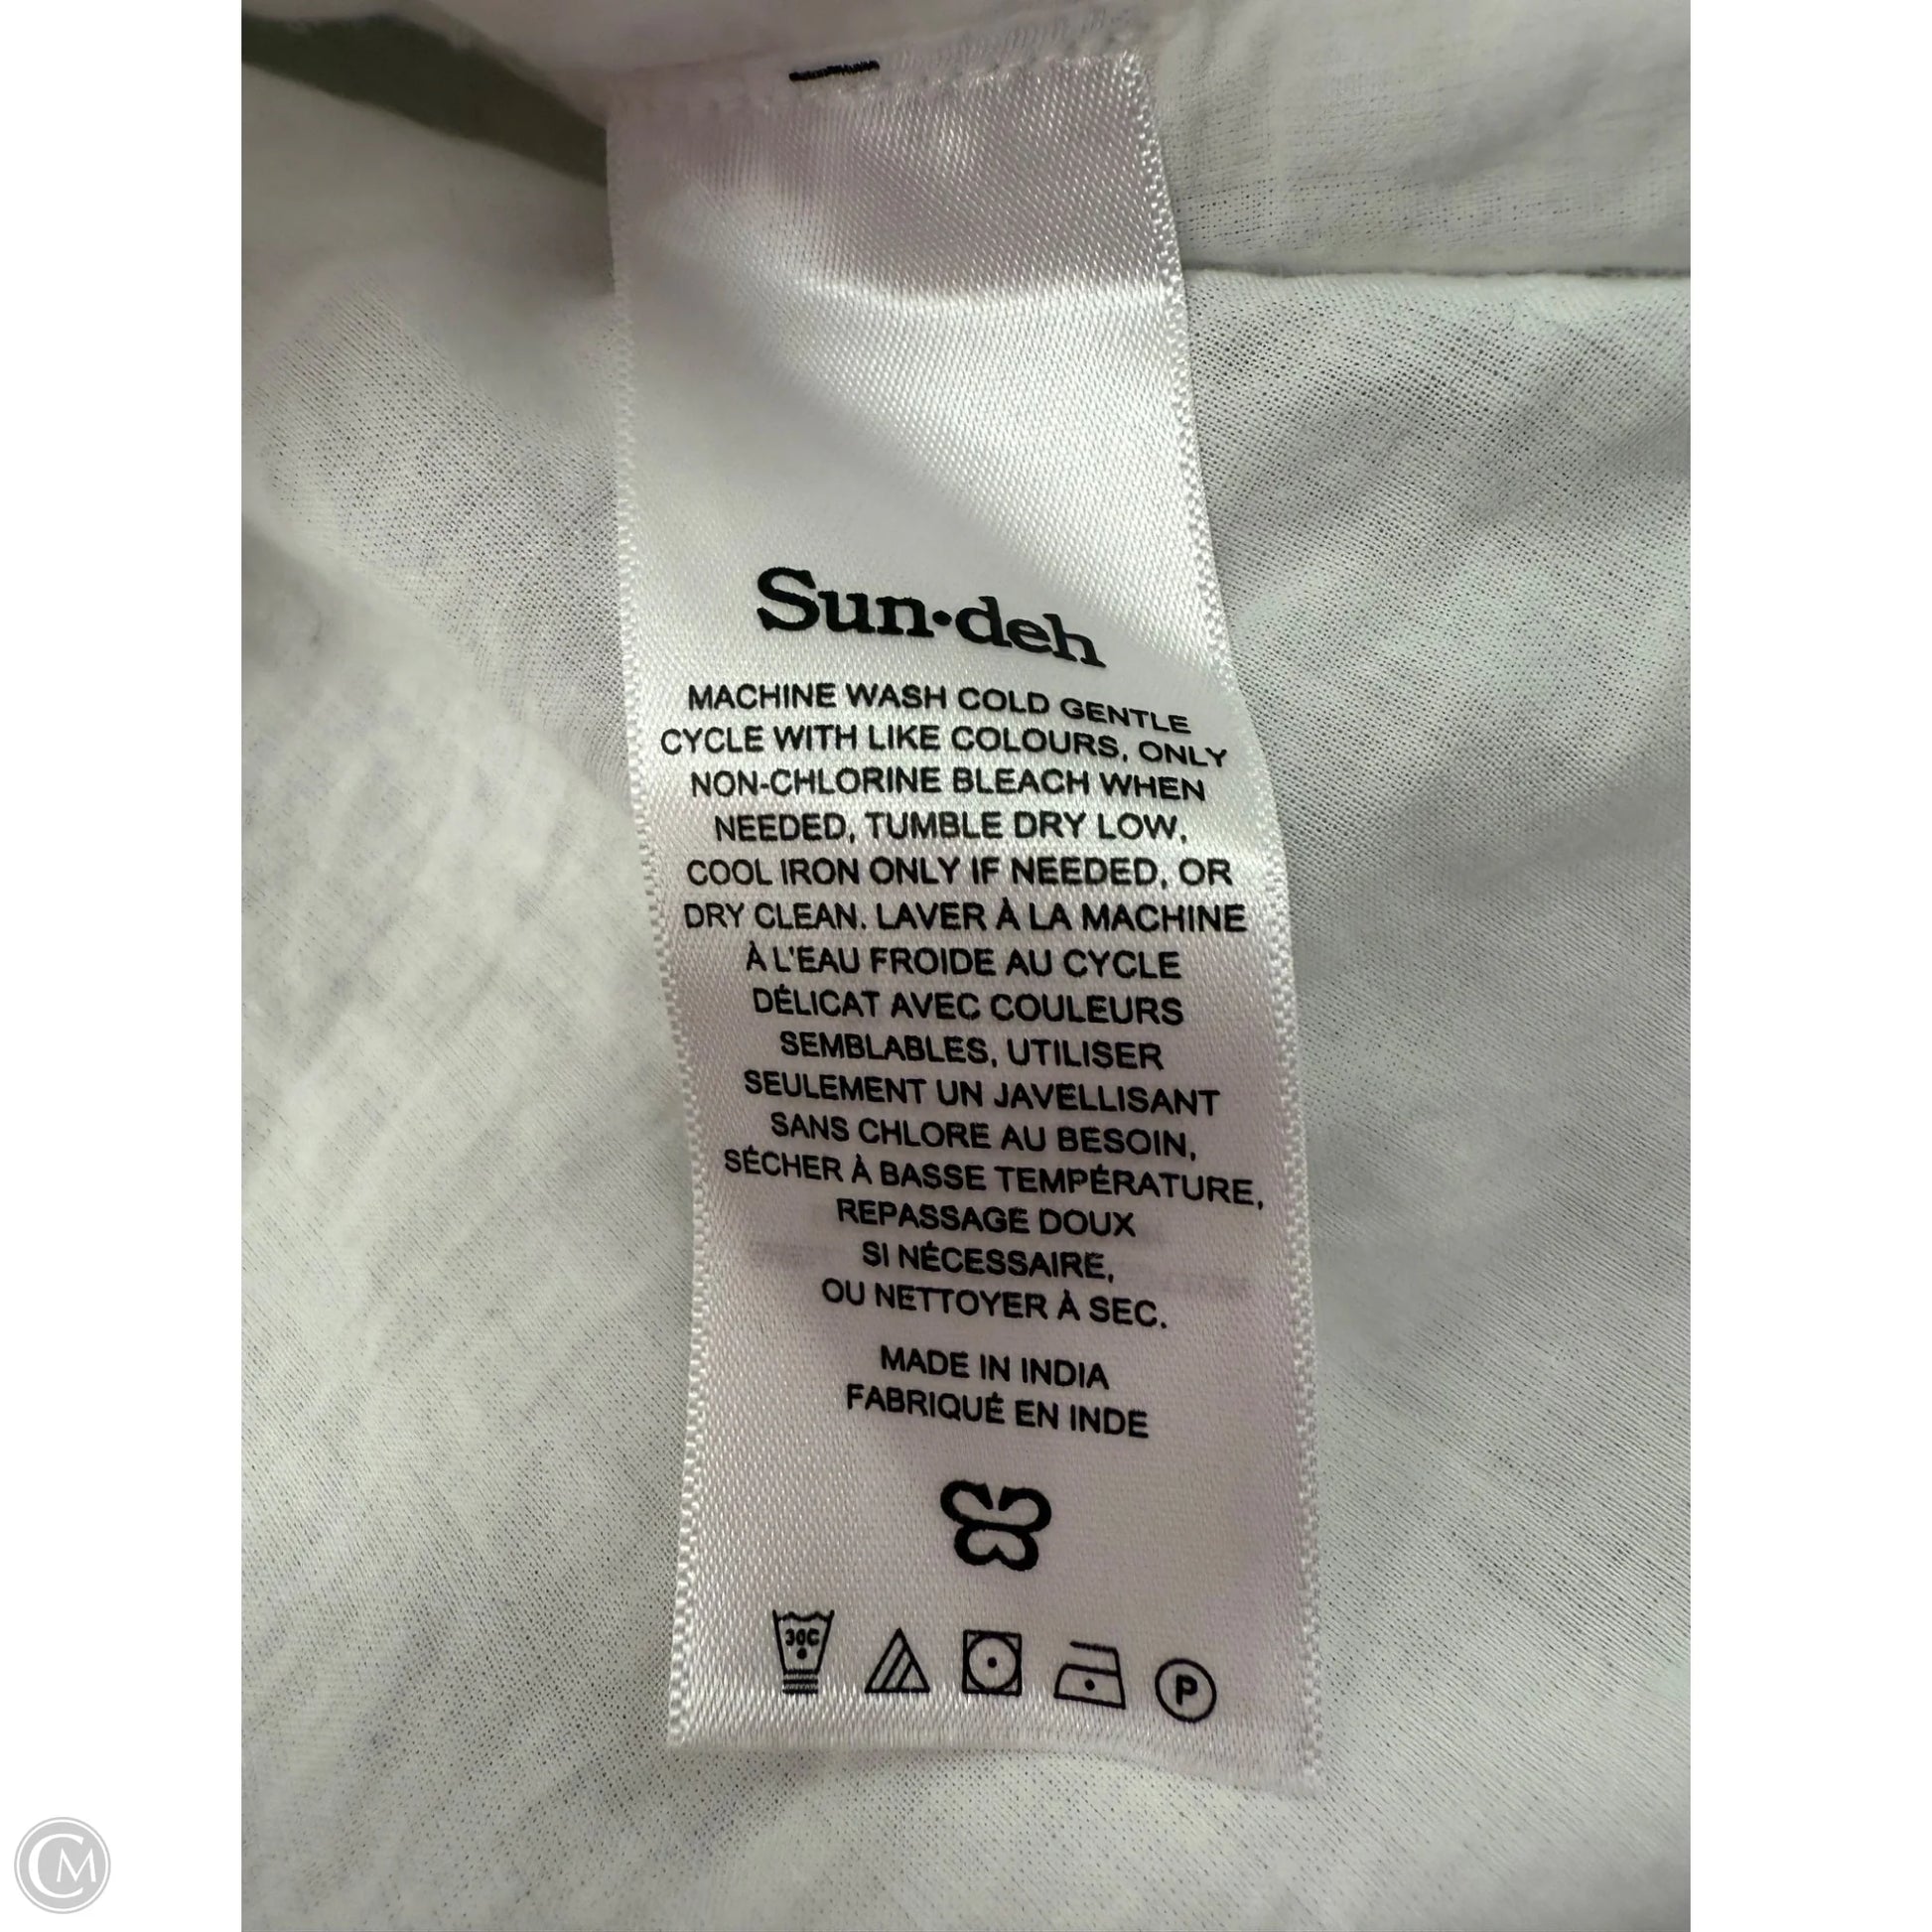 Sun•deh
MACHINE WASH COLD GENTLE
CYCLE WITH LIKE COLOURS, ONLY
NON-CHLORINE BLEACH WHEN
NEEDED, TUMBLE DRY LOW,
COOL IRON ONLY IF NEEDED, OR
DRY CLEAN. LAVER À LA MACHINE
À L'EAU FROIDE AU CYCLE
DÉLICAT AVEC COULEURS
SEMBLABLES, UTILISER
SEULEMENT UN JAVELLISANT
SANS CHLORE AU BESOIN,
SÉCHER À BASSE TEMPÉRATURE,
REPASSAGE DOUX
SI NÉCESSAIRE,
OU NETTOYER À SEC.
MADE IN INDIA
FABRIQUÉ EN INDE
30C
P
CM